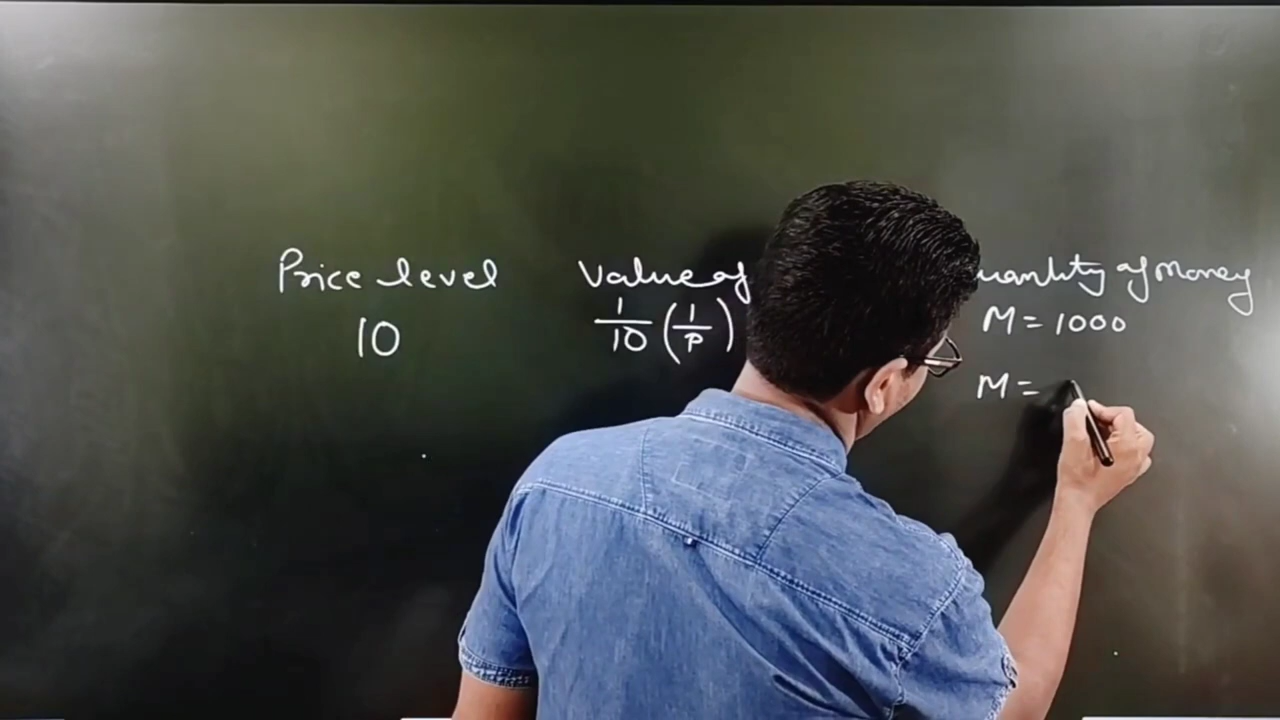 Price level Value of uantity of Money
10 1/10 (1/P) M = 1000
M =